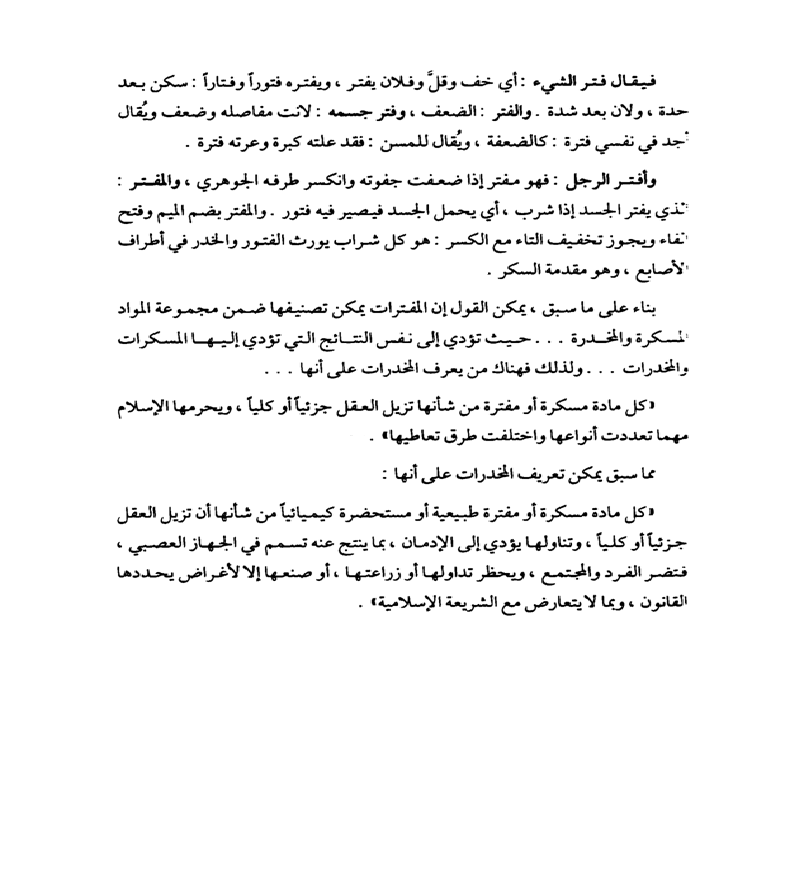 فيقال فتر الشيء : أي خف وقلَّ وفلان يفتر ، ويفتره فتوراً وفتاراً : سكن بعد
حدة ، ولان بعد شدة . والفتر : الضعف ، وفتر جسمه : لانت مفاصله وضعف ويُقال
أجد في نفسي فترة : كالضعفة ، ويُقال للمسن : فقد علته كبرة وعرته فترة .
وأفتر الرجل : فهو مفتر إذا ضعفت جفوته وانكسر طرفه الجوهري ، والمفتر :
الذي يفتر الجسد إذا شرب ، أي يحمل الجسد فيصير فيه فتور . والمفتر بضم الميم وفتح
الفاء ويجوز تخفيف التاء مع الكسر : هو كل شراب يورث الفتور والخدر في أطراف
الأصابع ، وهو مقدمة السكر .
بناء على ما سبق ، يمكن القول إن المفترات يمكن تصنيفها ضمن مجموعة المواد
المسكرة والمخدرة . . . حيث تؤدي إلى نفس النتائج التي تؤدي إليها المسكرات
والمخدرات . . . ولذلك فهناك من يعرف المخدرات على أنها . . .
«كل مادة مسكرة أو مفترة من شأنها تزيل العقل جزئياً أو كلياً ، ويحرمها الإسلام
مهما تعددت أنواعها واختلفت طرق تعاطيها» .
مما سبق يمكن تعريف المخدرات على أنها :
«كل مادة مسكرة أو مفترة طبيعية أو مستحضرة كيميائياً من شأنها أن تزيل العقل
جزئياً أو كلياً ، وتناولها يؤدي إلى الإدمان ، بما ينتج عنه تسمم في الجهاز العصبي ،
فتضر الفرد والمجتمع ، ويحظر تداولها أو زراعتها ، أو صنعها إلا لأغراض يحددها
القانون ، وبما لا يتعارض مع الشريعة الإسلامية» .